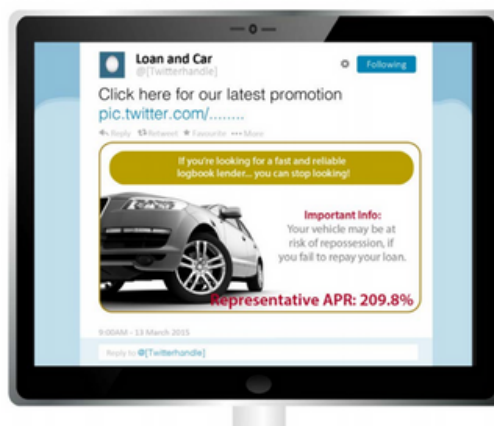 Loan and Car
@[Twitterhandle]
Following
Click here for our latest promotion
pic.twitter.com/........
Reply Retweet Favourite ••• More
If you're looking for a fast and reliable
logbook lender... you can stop looking!
Important Info:
Your vehicle may be at
risk of repossession, if
you fail to repay your loan.
Representative APR: 209.8%
9:00AM - 13 March 2015
Reply to @[Twitterhandle]